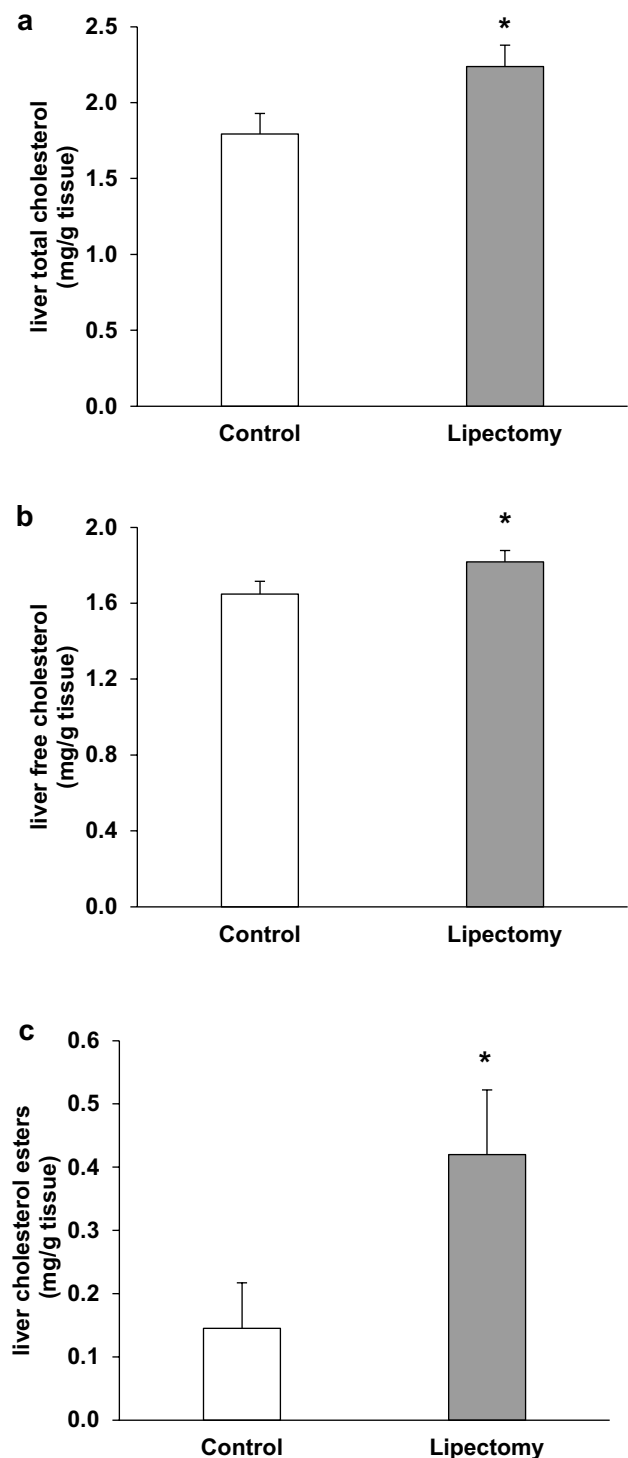 a
liver total cholesterol
(mg/g tissue)
2.5
2.0
1.5
1.0
0.5
0.0
*
Control
Lipectomy
b
liver free cholesterol
(mg/g tissue)
2.0
1.6
1.2
0.8
0.4
0.0
*
Control
Lipectomy
c
liver cholesterol esters
(mg/g tissue)
0.6
0.5
0.4
0.3
0.2
0.1
0.0
*
Control
Lipectomy